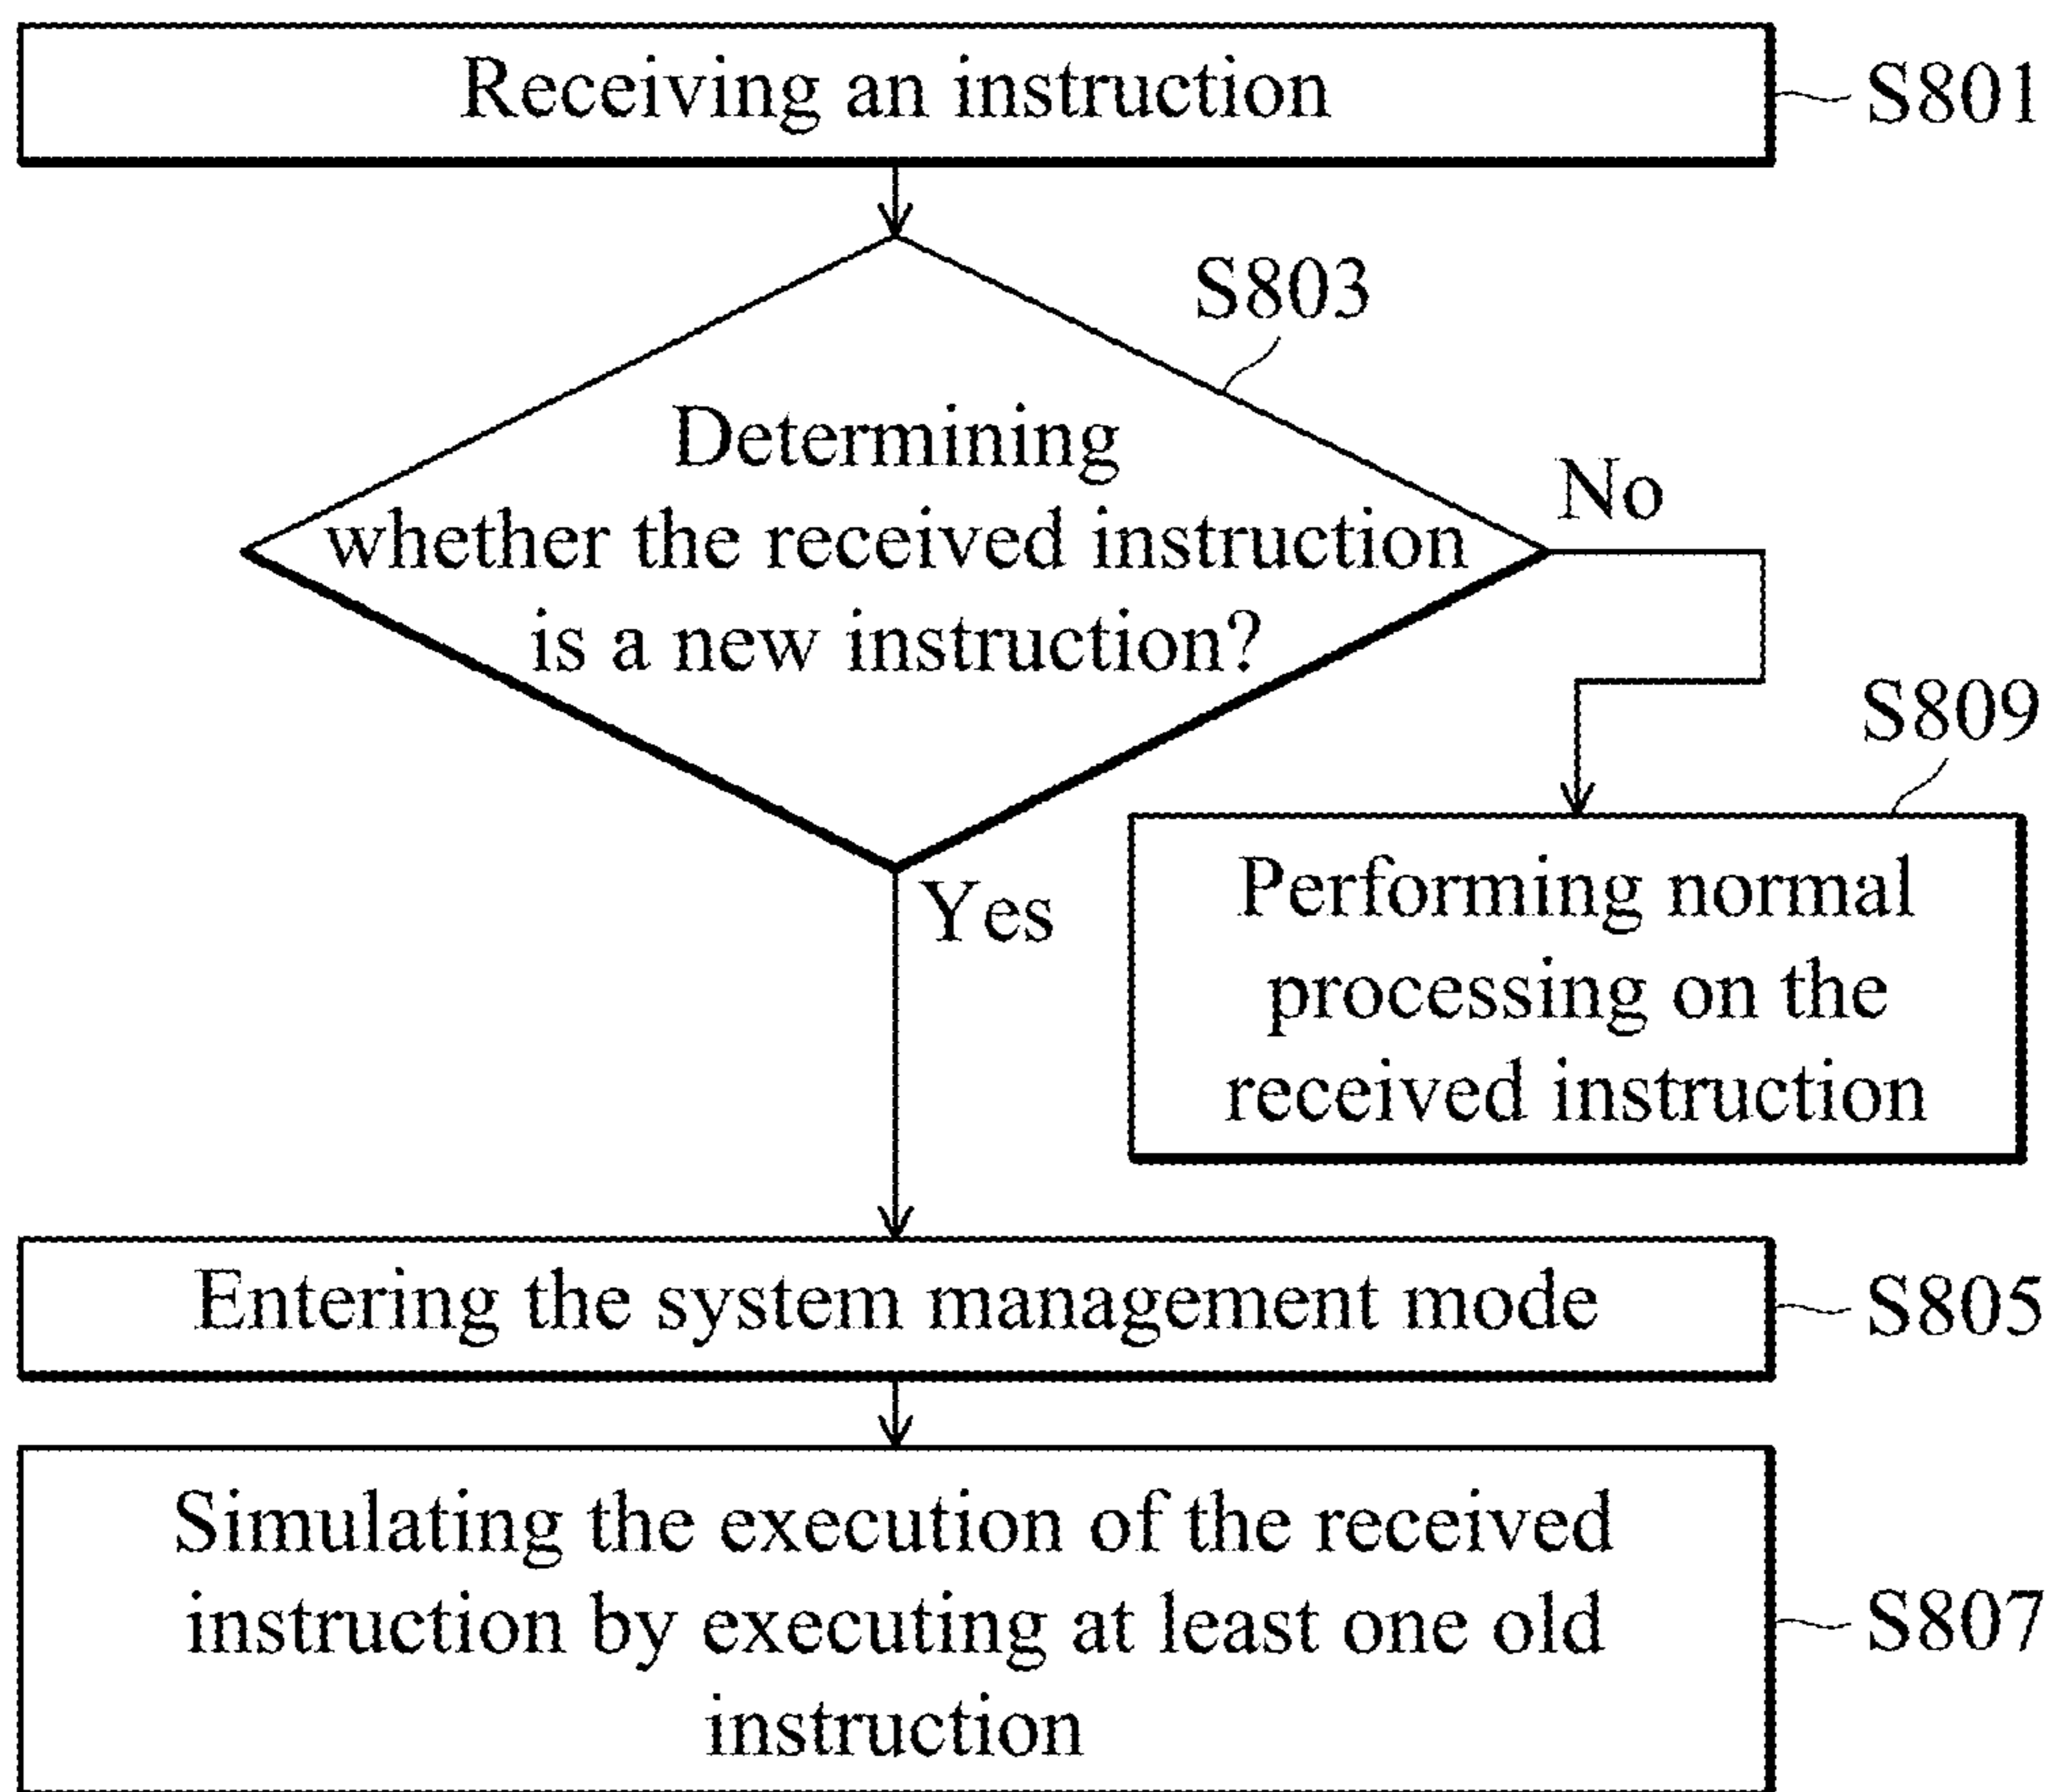 Receiving an instruction
S801
S803
Determining
whether the received instruction
is a new instruction?
No
Yes
S809
Performing normal
processing on the
received instruction
Entering the system management mode
S805
Simulating the execution of the received
instruction by executing at least one old
instruction
S807